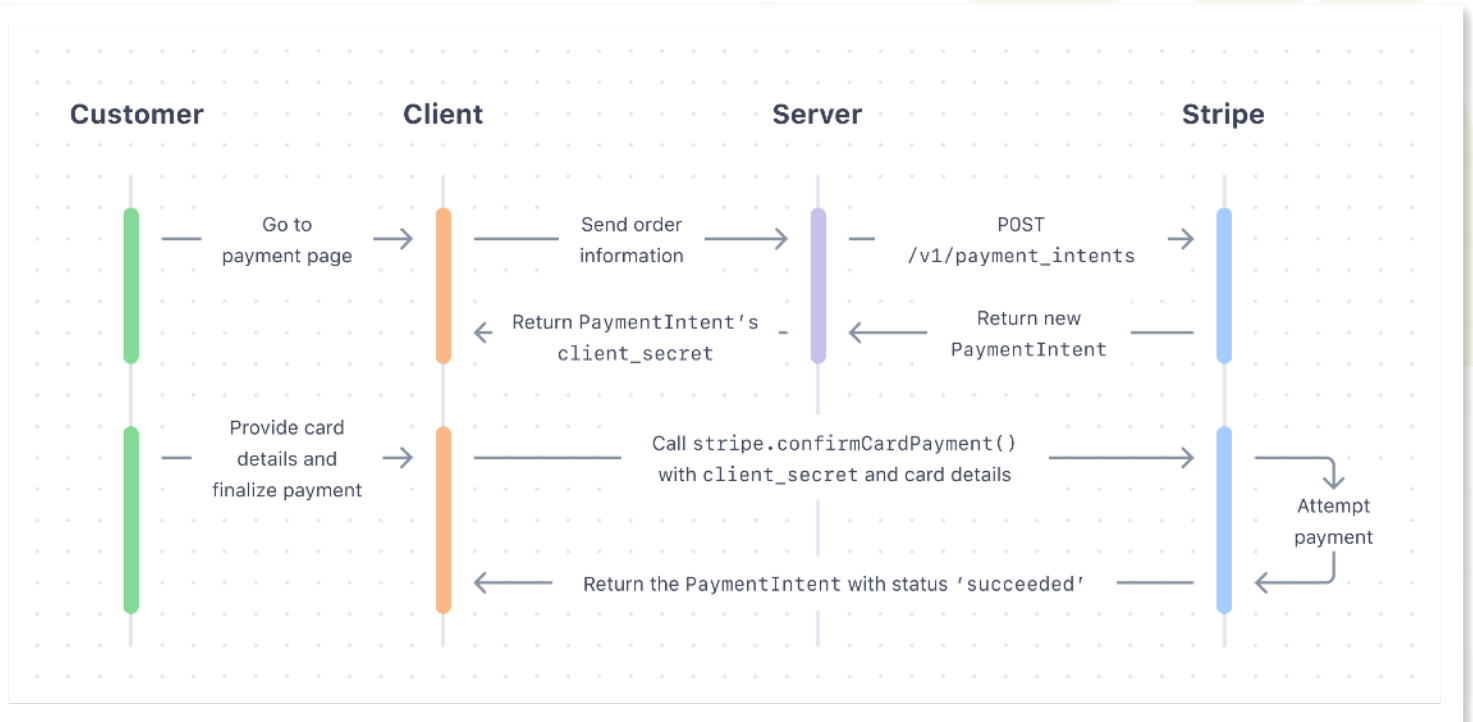 Customer
Client
Server
Stripe
Go to
payment page
Send order
information
POST
/v1/payment_intents
Return PaymentIntent’s
client_secret
Return new
PaymentIntent
Provide card
details and
finalize payment
Call stripe.confirmCardPayment()
with client_secret and card details
Attempt
payment
Return the PaymentIntent with status ‘succeeded’